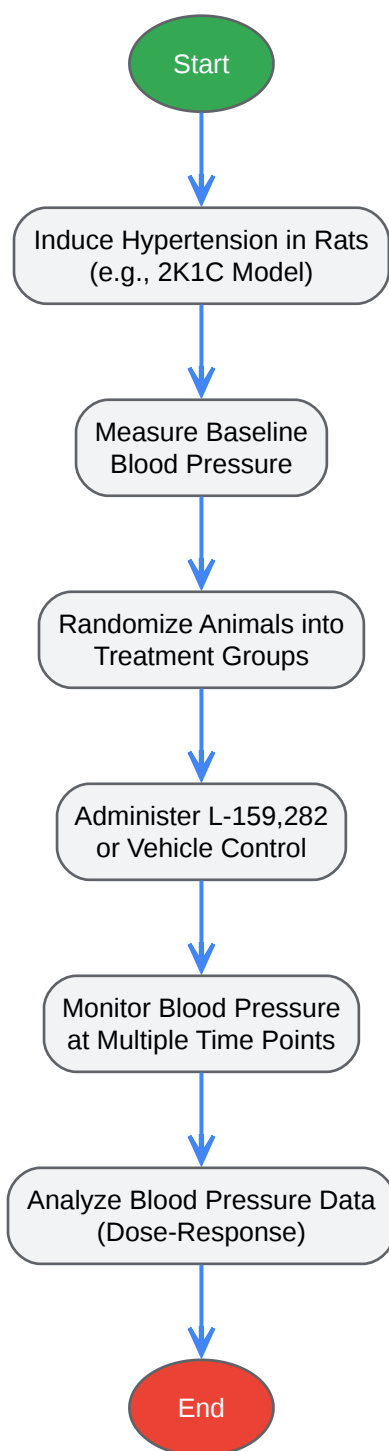 Start
Induce Hypertension in Rats
(e.g., 2K1C Model)
Measure Baseline
Blood Pressure
Randomize Animals into
Treatment Groups
Administer L-159,282
or Vehicle Control
Monitor Blood Pressure
at Multiple Time Points
Analyze Blood Pressure Data
(Dose-Response)
End